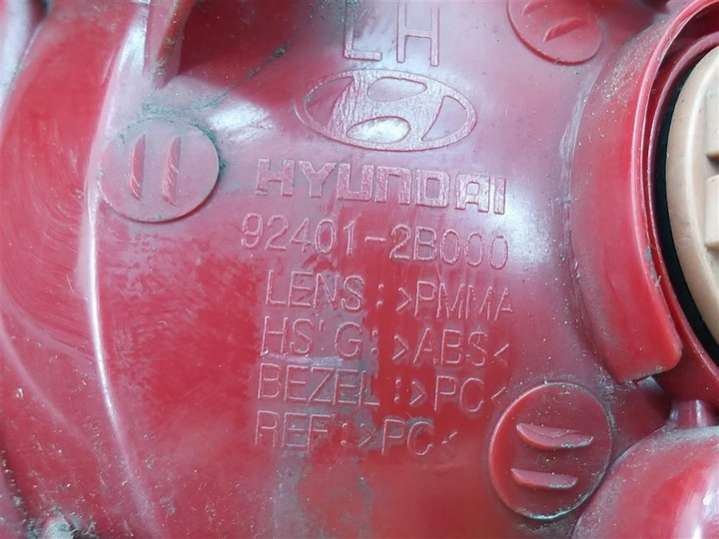 LH
HYUNDAI
92401-2B000
LENS:>PMMA
HS'G:>ABS<
BEZEL:>PC<
REF:>PC<